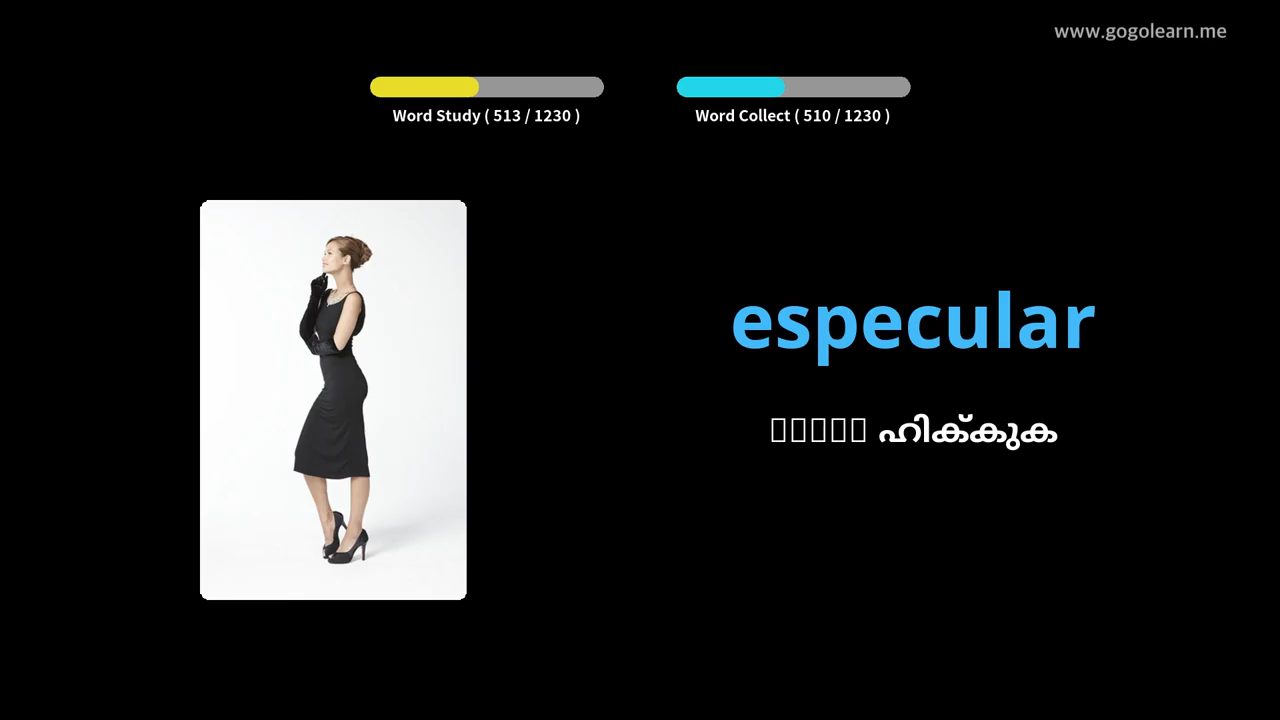 www.gogolearn.me
Word Study ( 513 / 1230 )
Word Collect ( 510 / 1230 )
especular
ഹിക്കുക